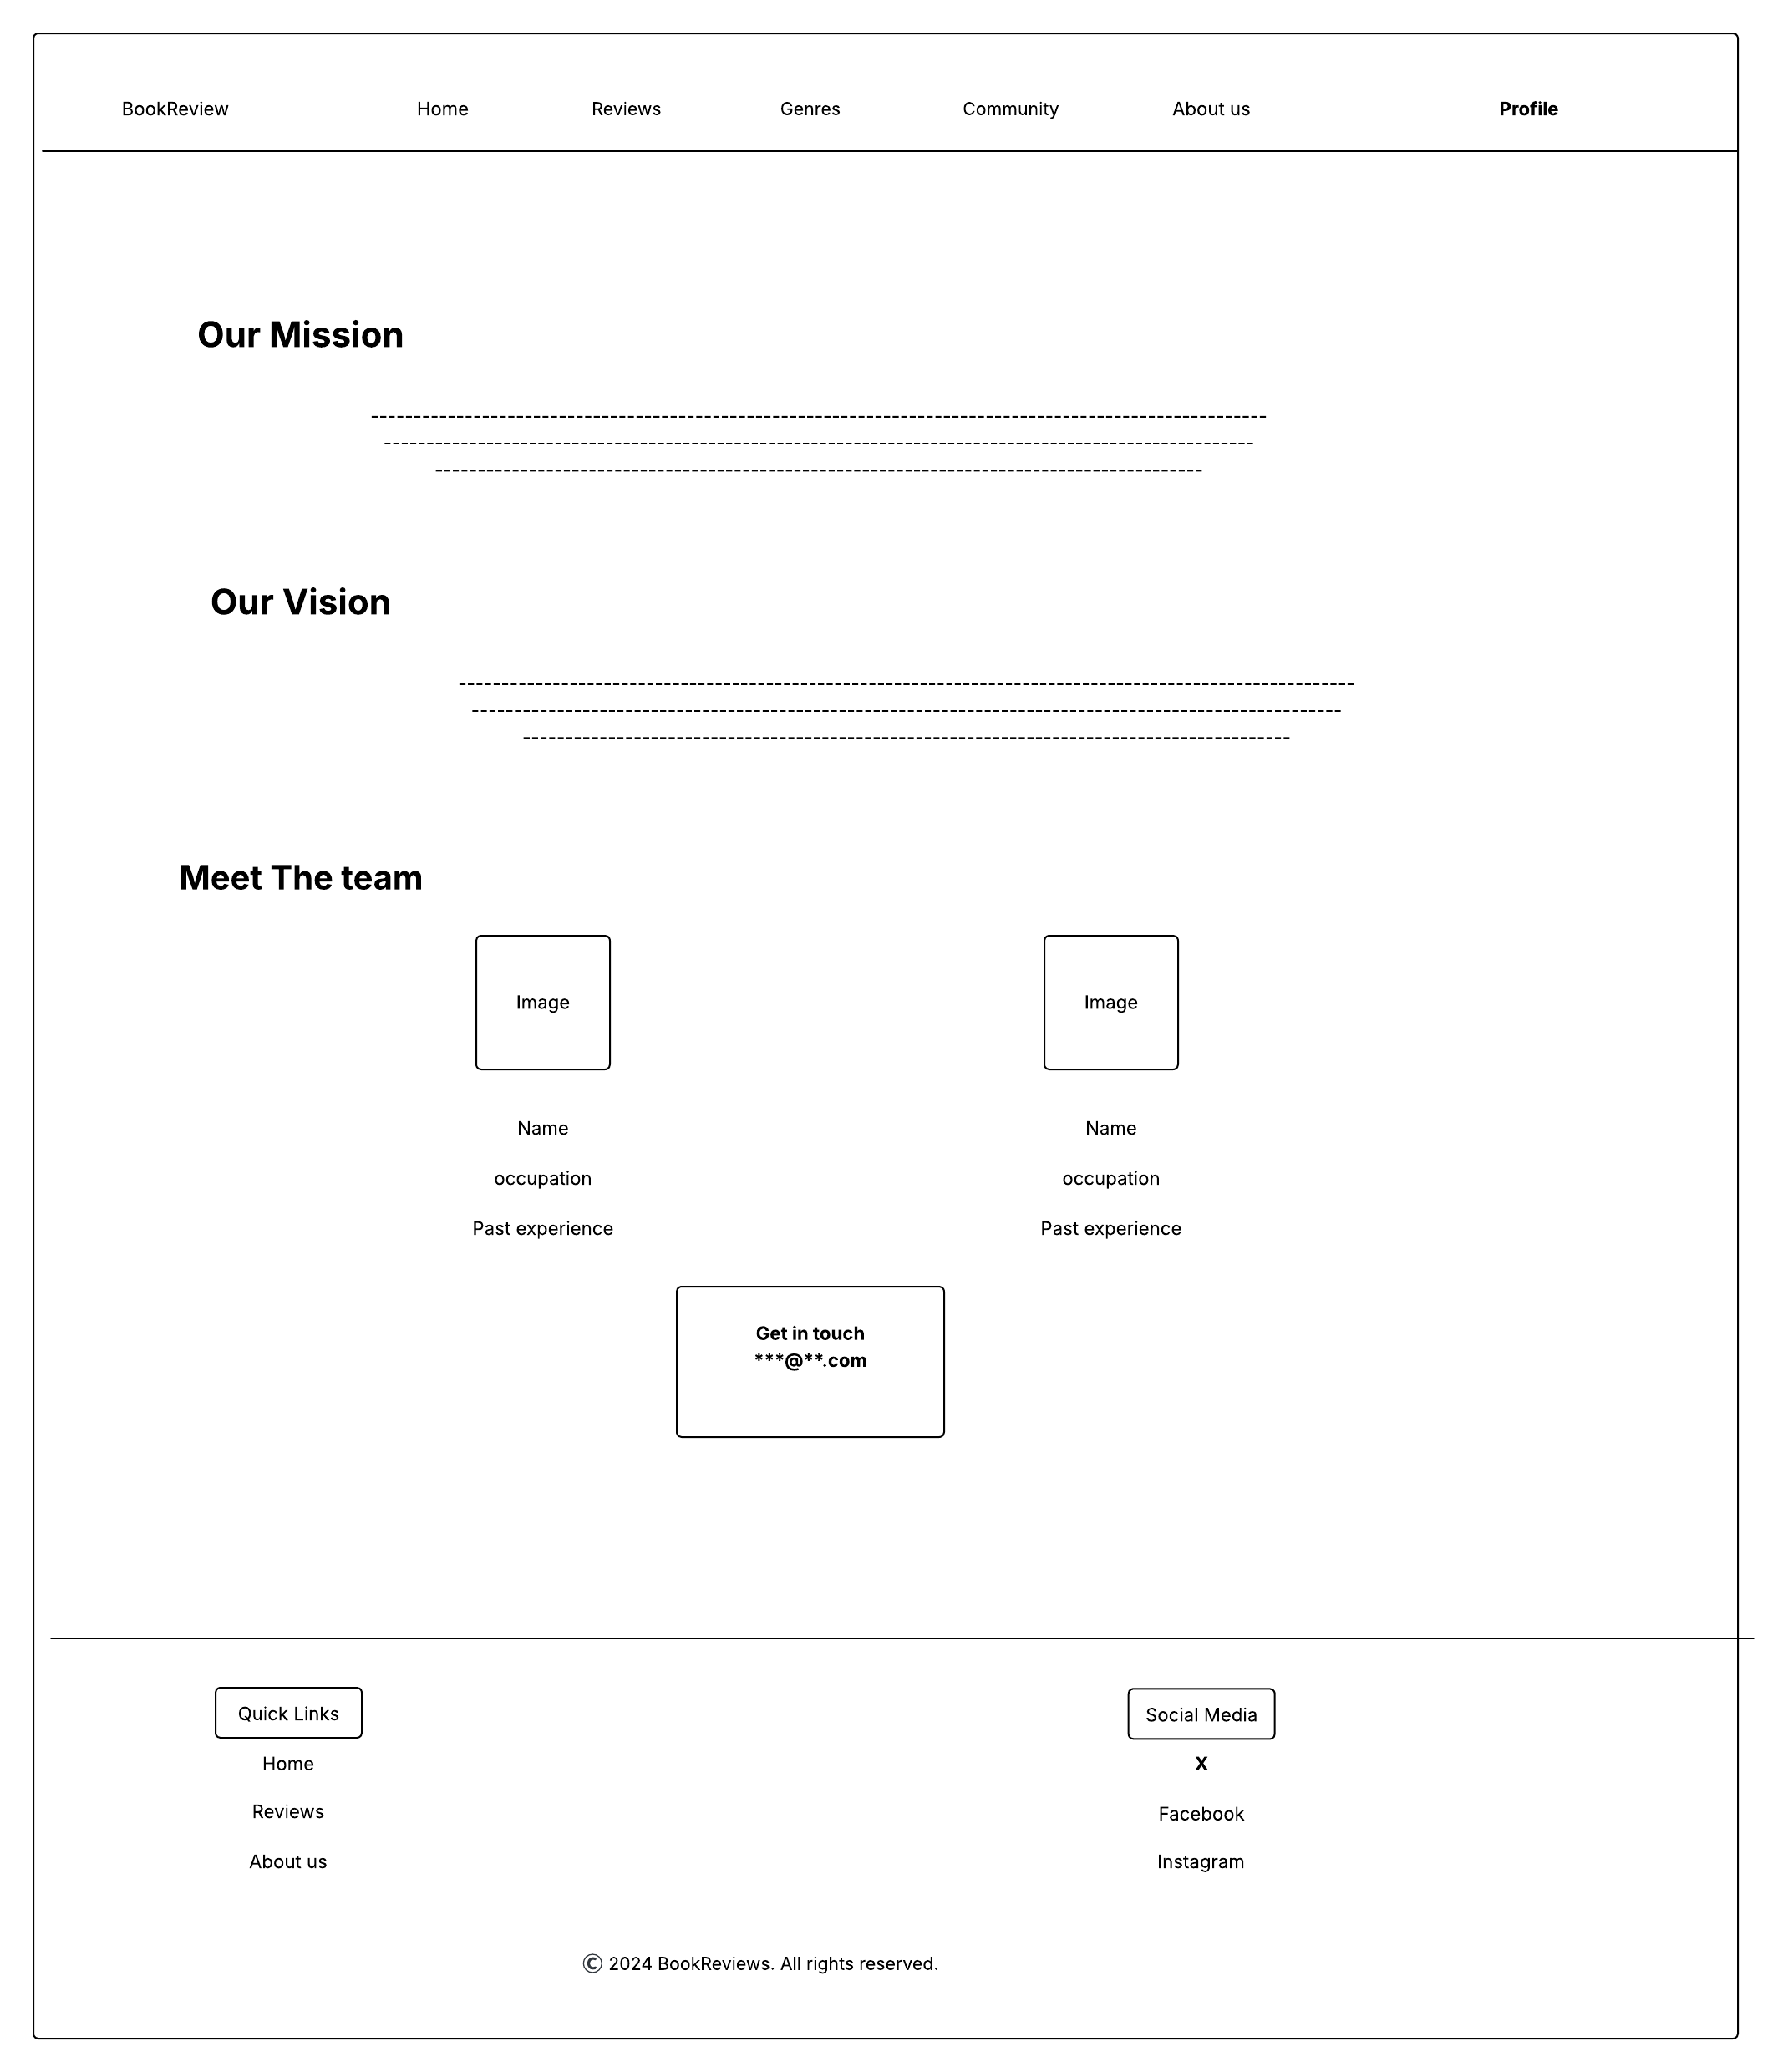 BookReview Home Reviews Genres Community About us Profile
Our Mission
---------------------------------------------------------------------------------------------------------
------------------------------------------------------------------------------------------------------
------------------------------------------------------------------------------------------
Our Vision
---------------------------------------------------------------------------------------------------------
------------------------------------------------------------------------------------------------------
------------------------------------------------------------------------------------------
Meet The team
Image Image
Name Name
occupation occupation
Past experience Past experience
Get in touch
***@**.com
Quick Links Social Media
Home X
Reviews Facebook
About us Instagram
© 2024 BookReviews. All rights reserved.